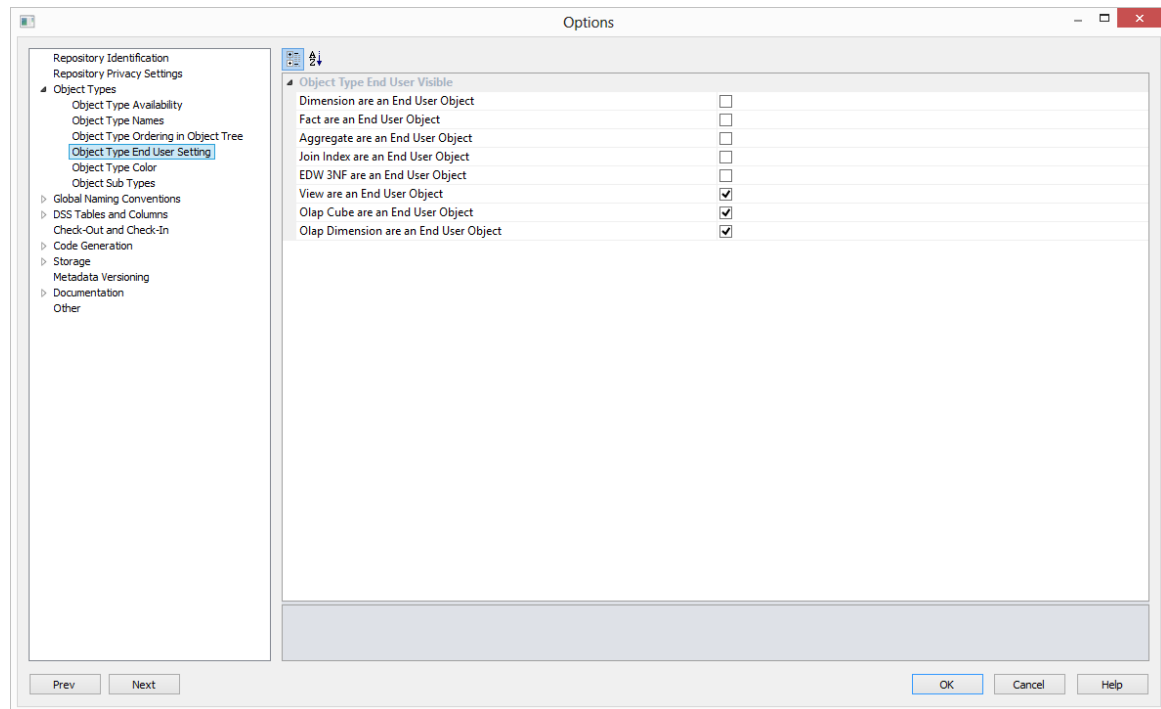 Options
Repository Identification
Repository Privacy Settings
Object Types
Object Type Availability
Object Type Names
Object Type Ordering in Object Tree
Object Type End User Setting
Object Type Color
Object Sub Types
Global Naming Conventions
DSS Tables and Columns
Check-Out and Check-In
Code Generation
Storage
Metadata Versioning
Documentation
Other
Object Type End User Visible
Dimension are an End User Object
Fact are an End User Object
Aggregate are an End User Object
Join Index are an End User Object
EDW 3NF are an End User Object
View are an End User Object
Olap Cube are an End User Object
Olap Dimension are an End User Object
Prev Next OK Cancel Help